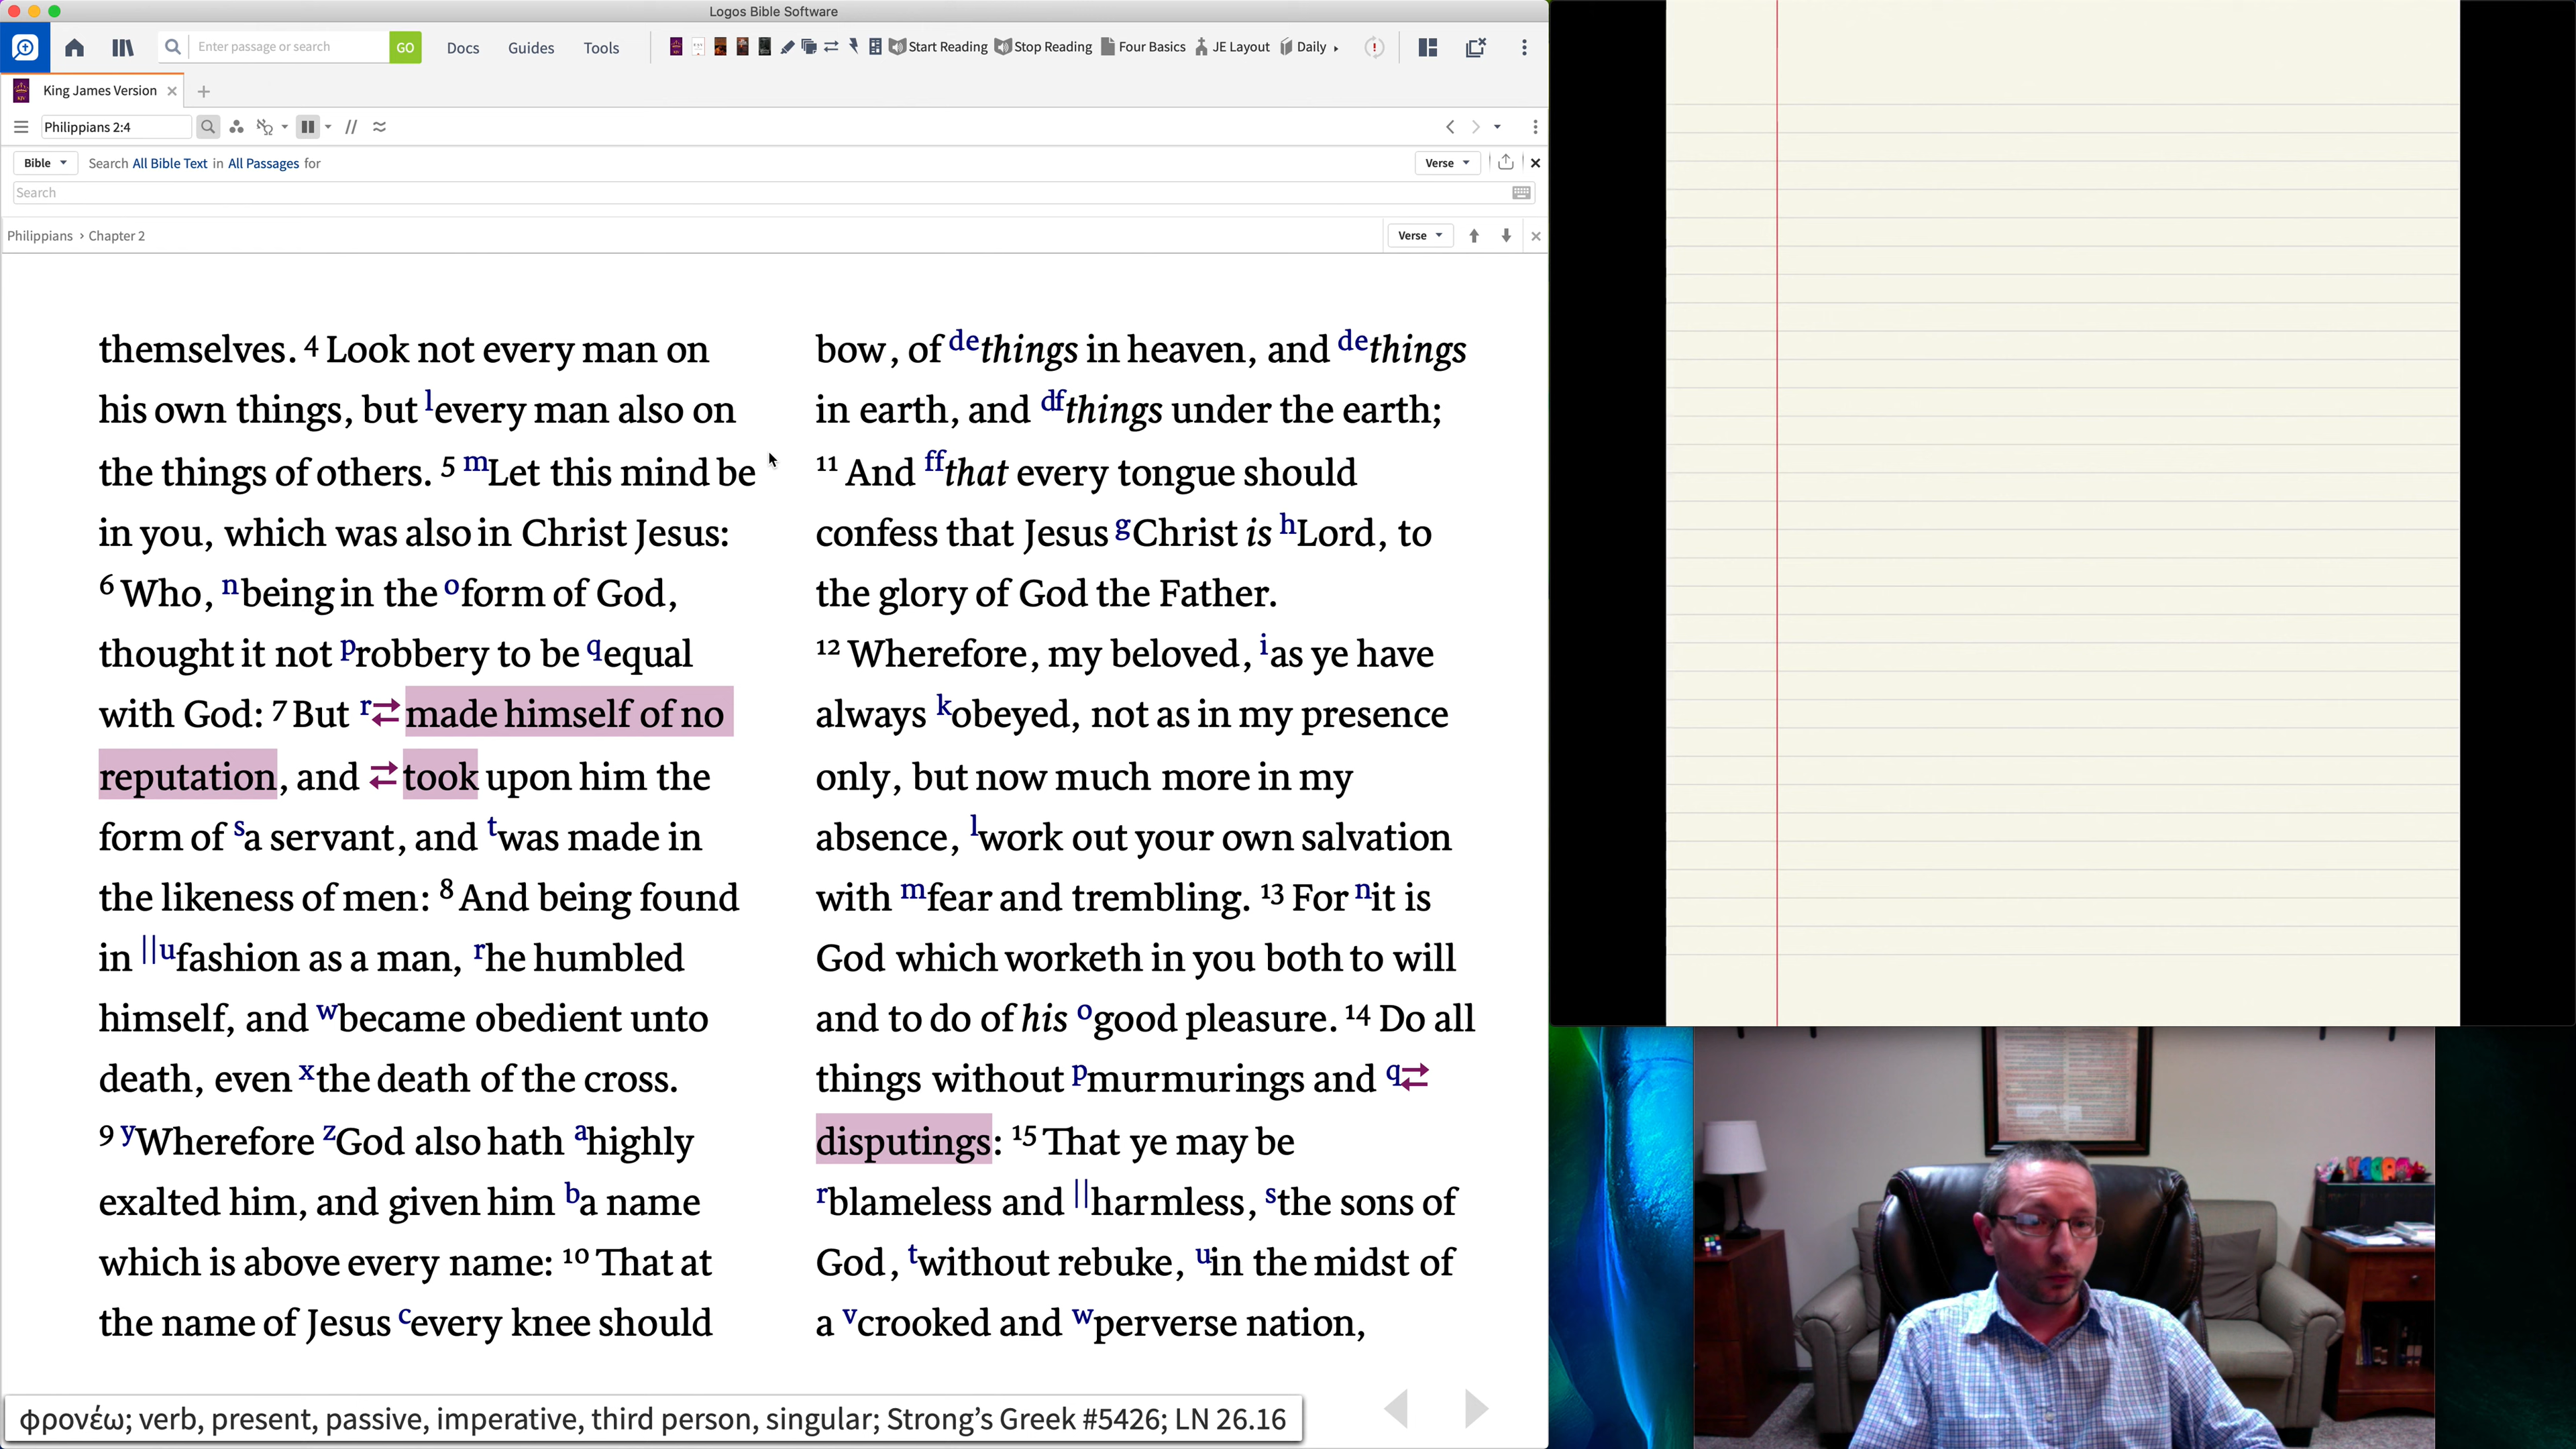 Logos Bible Software
Enter passage or search
GO
Docs
Guides
Tools
Start Reading
Stop Reading
Four Basics
JE Layout
Daily
King James Version
Philippians 2:4
Bible
Search All Bible Text in All Passages for
Verse
Search
Philippians › Chapter 2
Verse
themselves. 4 Look not every man on
his own things, but l every man also on
the things of others. 5 m Let this mind be
in you, which was also in Christ Jesus:
6 Who, n being in the o form of God,
thought it not p robbery to be q equal
with God: 7 But r ⇄ made himself of no
reputation, and ⇄ took upon him the
form of s a servant, and t was made in
the likeness of men: 8 And being found
in || u fashion as a man, r he humbled
himself, and w became obedient unto
death, even x the death of the cross.
9 y Wherefore z God also hath a highly
exalted him, and given him b a name
which is above every name: 10 That at
the name of Jesus c every knee should
bow, of de things in heaven, and de things
in earth, and df things under the earth;
11 And ff that every tongue should
confess that Jesus g Christ is h Lord, to
the glory of God the Father.
12 Wherefore, my beloved, i as ye have
always k obeyed, not as in my presence
only, but now much more in my
absence, l work out your own salvation
with m fear and trembling. 13 For n it is
God which worketh in you both to will
and to do of his o good pleasure. 14 Do all
things without p murmurings and q ⇄
disputings: 15 That ye may be
r blameless and || harmless, s the sons of
God, t without rebuke, u in the midst of
a v crooked and w perverse nation,
φρονέω; verb, present, passive, imperative, third person, singular; Strong’s Greek #5426; LN 26.16